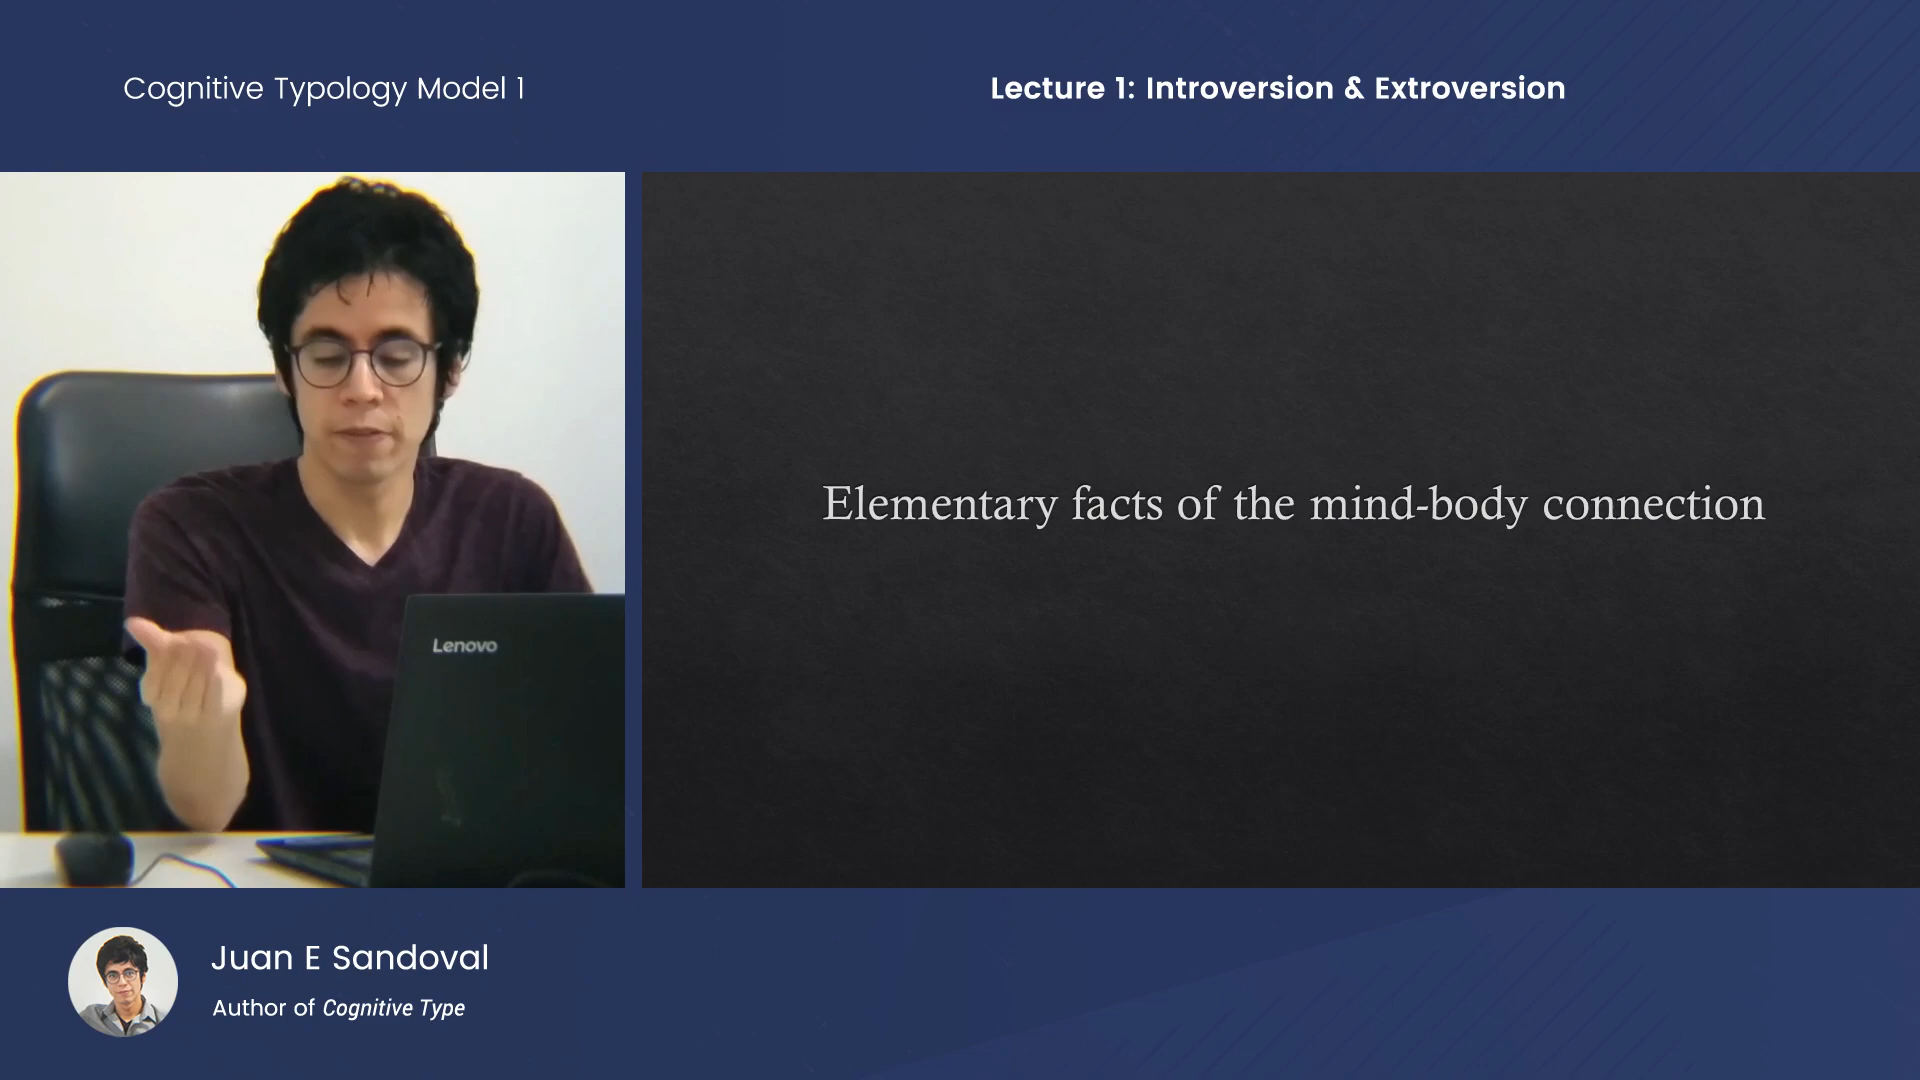 Cognitive Typology Model 1
Lecture 1: Introversion & Extroversion
Lenovo
Elementary facts of the mind-body connection
Juan E Sandoval
Author of Cognitive Type